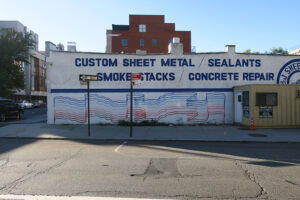 CUSTOM SHEET METAL / SEALANTS
SMOKE STACKS / CONCRETE REPAIR